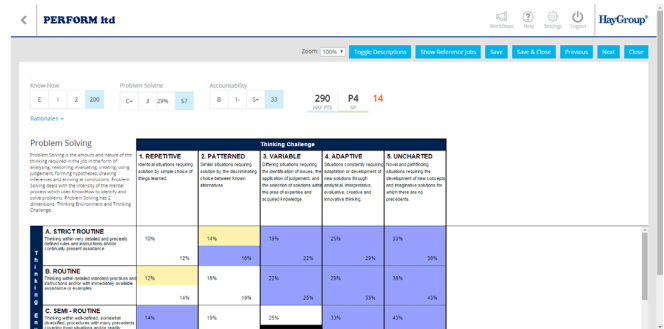 PERFORM ltd
Workflows Help Settings Logout
HayGroup®
Zoom: 100% Toggle Descriptions Show Reference Jobs Save Save & Close Previous Next Close
Know-How Problem Solving Accountability
E I 2 200 C+ 3 29% 57 B 1- S+ 33 290 P4 14
HAY PTS SP
Rationales
Problem Solving
Problem Solving is the amount and nature of the
thinking required in the job in the form of
analysing, reasoning, evaluating, creating, using
judgement, forming hypotheses, drawing
inferences and arriving at conclusions. Problem
Solving deals with the intensity of the mental
process which uses Know-How to identify and
solve problems. Problem Solving has 2
dimensions: Thinking Environment and Thinking
Challenge.
Thinking Challenge
1. REPETITIVE
Identical situations requiring
solution by simple choice of
things learned.
2. PATTERNED
Similar situations requiring
solution by the discriminating
choice between known
alternatives
3. VARIABLE
Differing situations requiring
the identification of issues, the
application of judgement, and
the selection of solutions within
the area of expertise and
acquired knowledge.
4. ADAPTIVE
Situations constantly requiring
adaptation or development of
new solutions through
analytical, interpretative,
evaluative, creative and
innovative thinking.
5. UNCHARTED
Novel and pathfinding
situations requiring the
development of new concepts
and imaginative solutions for
which there are no
precedents.
Thinking En
A. STRICT ROUTINE
Thinking within very detailed and precisely
defined rules and instructions and/or
continually present assistance
10% 14% 19% 25% 33%
12% 16% 22% 29% 38%
B. ROUTINE
Thinking within detailed standard practices and
instructions and/or with immediately available
assistance or examples
12% 16% 22% 29% 38%
14% 19% 25% 33% 43%
C. SEMI - ROUTINE
Thinking within well-defined, somewhat
diversified, procedures with many precedents
covering most situations and/or readily
14% 19% 25% 33% 43%